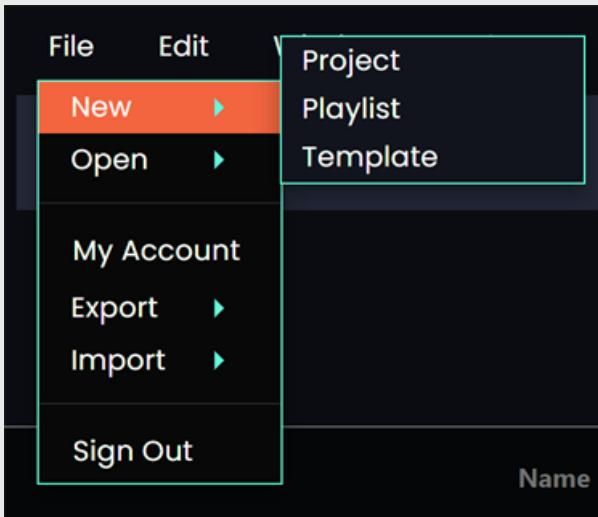 File Edit
New
Open
My Account
Export
Import
Sign Out
Project
Playlist
Template
Name